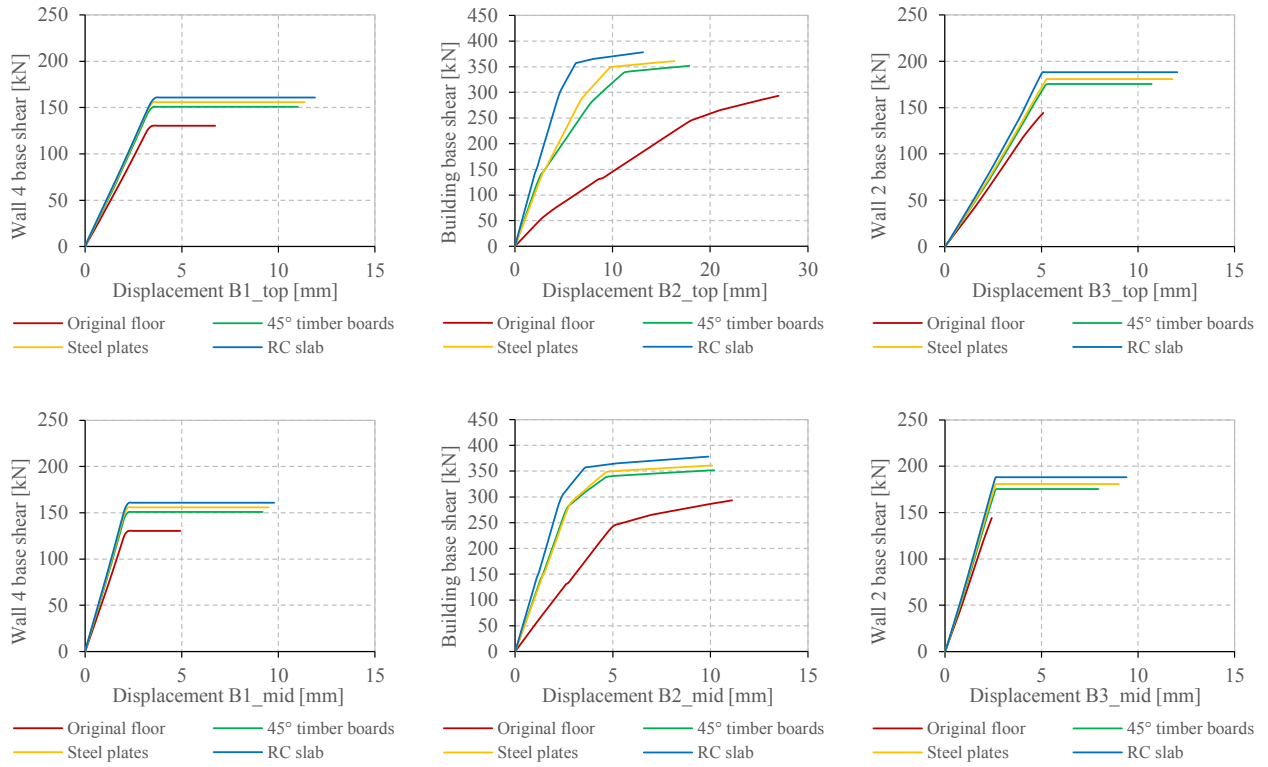 Wall 4 base shear [kN]
250
200
150
100
50
0
0 5 10 15
Displacement B1_top [mm]
Original floor 45° timber boards
Steel plates RC slab
Building base shear [kN]
450
400
350
300
250
200
150
100
50
0
0 10 20 30
Displacement B2_top [mm]
Original floor 45° timber boards
Steel plates RC slab
Wall 2 base shear [kN]
250
200
150
100
50
0
0 5 10 15
Displacement B3_top [mm]
Original floor 45° timber boards
Steel plates RC slab
Wall 4 base shear [kN]
250
200
150
100
50
0
0 5 10 15
Displacement B1_mid [mm]
Original floor 45° timber boards
Steel plates RC slab
Building base shear [kN]
450
400
350
300
250
200
150
100
50
0
0 5 10 15
Displacement B2_mid [mm]
Original floor 45° timber boards
Steel plates RC slab
Wall 2 base shear [kN]
250
200
150
100
50
0
0 5 10 15
Displacement B3_mid [mm]
Original floor 45° timber boards
Steel plates RC slab